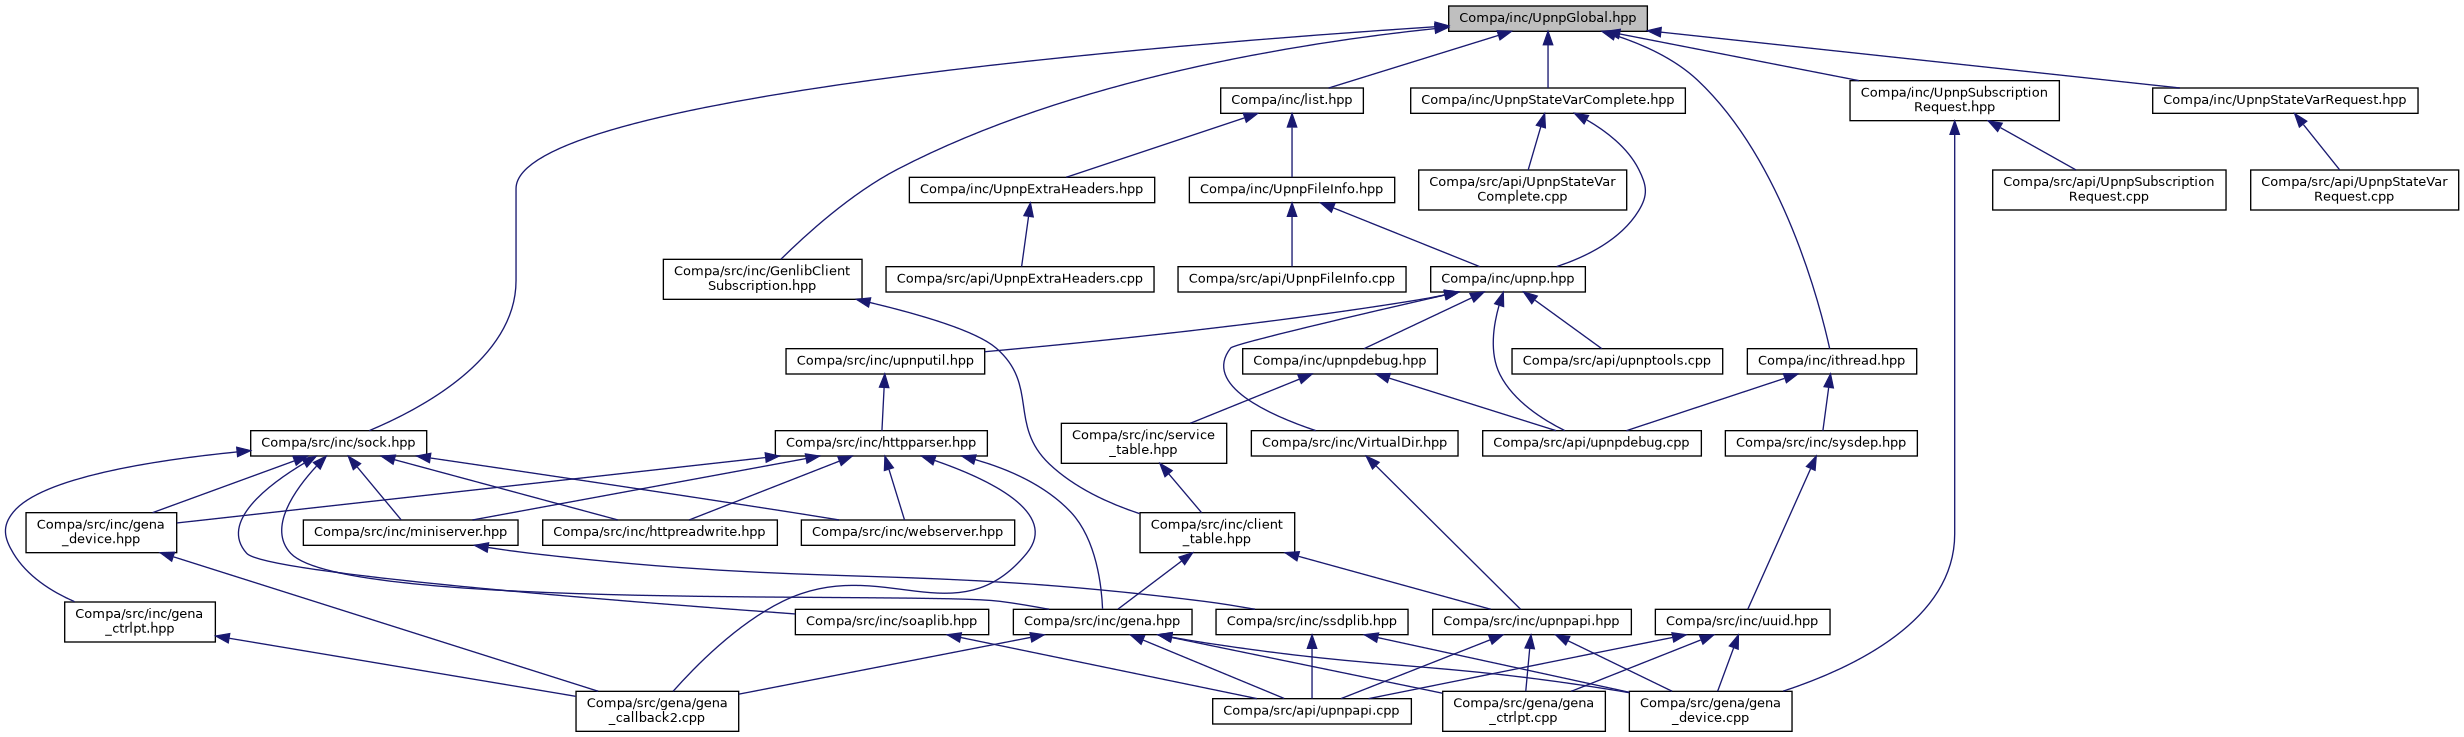 Compa/inc/UpnpGlobal.hpp
Compa/inc/list.hpp
Compa/inc/UpnpStateVarComplete.hpp
Compa/inc/UpnpSubscription
Request.hpp
Compa/inc/UpnpStateVarRequest.hpp
Compa/inc/UpnpExtraHeaders.hpp
Compa/inc/UpnpFileInfo.hpp
Compa/src/api/UpnpStateVar
Complete.cpp
Compa/src/api/UpnpSubscription
Request.cpp
Compa/src/api/UpnpStateVar
Request.cpp
Compa/src/inc/GenlibClient
Subscription.hpp
Compa/src/api/UpnpExtraHeaders.cpp
Compa/src/api/UpnpFileInfo.cpp
Compa/inc/upnp.hpp
Compa/src/inc/upnputil.hpp
Compa/inc/upnpdebug.hpp
Compa/src/api/upnptools.cpp
Compa/inc/ithread.hpp
Compa/src/inc/sock.hpp
Compa/src/inc/httpparser.hpp
Compa/src/inc/service
_table.hpp
Compa/src/inc/VirtualDir.hpp
Compa/src/api/upnpdebug.cpp
Compa/src/inc/sysdep.hpp
Compa/src/inc/gena
_device.hpp
Compa/src/inc/miniserver.hpp
Compa/src/inc/httpreadwrite.hpp
Compa/src/inc/webserver.hpp
Compa/src/inc/client
_table.hpp
Compa/src/inc/gena
_ctrlpt.hpp
Compa/src/inc/soaplib.hpp
Compa/src/inc/gena.hpp
Compa/src/inc/ssdplib.hpp
Compa/src/inc/upnpapi.hpp
Compa/src/inc/uuid.hpp
Compa/src/gena/gena
_callback2.cpp
Compa/src/api/upnpapi.cpp
Compa/src/gena/gena
_ctrlpt.cpp
Compa/src/gena/gena
_device.cpp